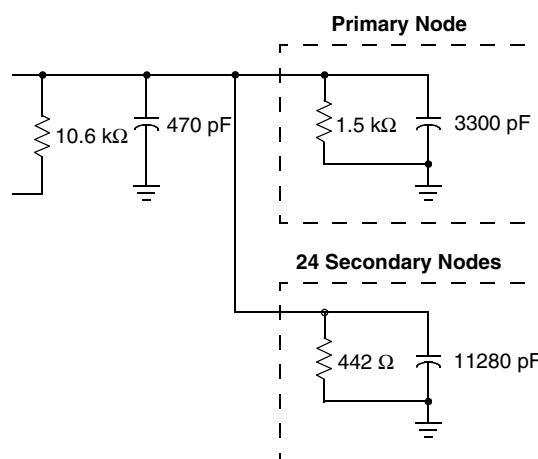 Primary Node
10.6 kΩ
470 pF
1.5 kΩ
3300 pF
24 Secondary Nodes
442 Ω
11280 pF